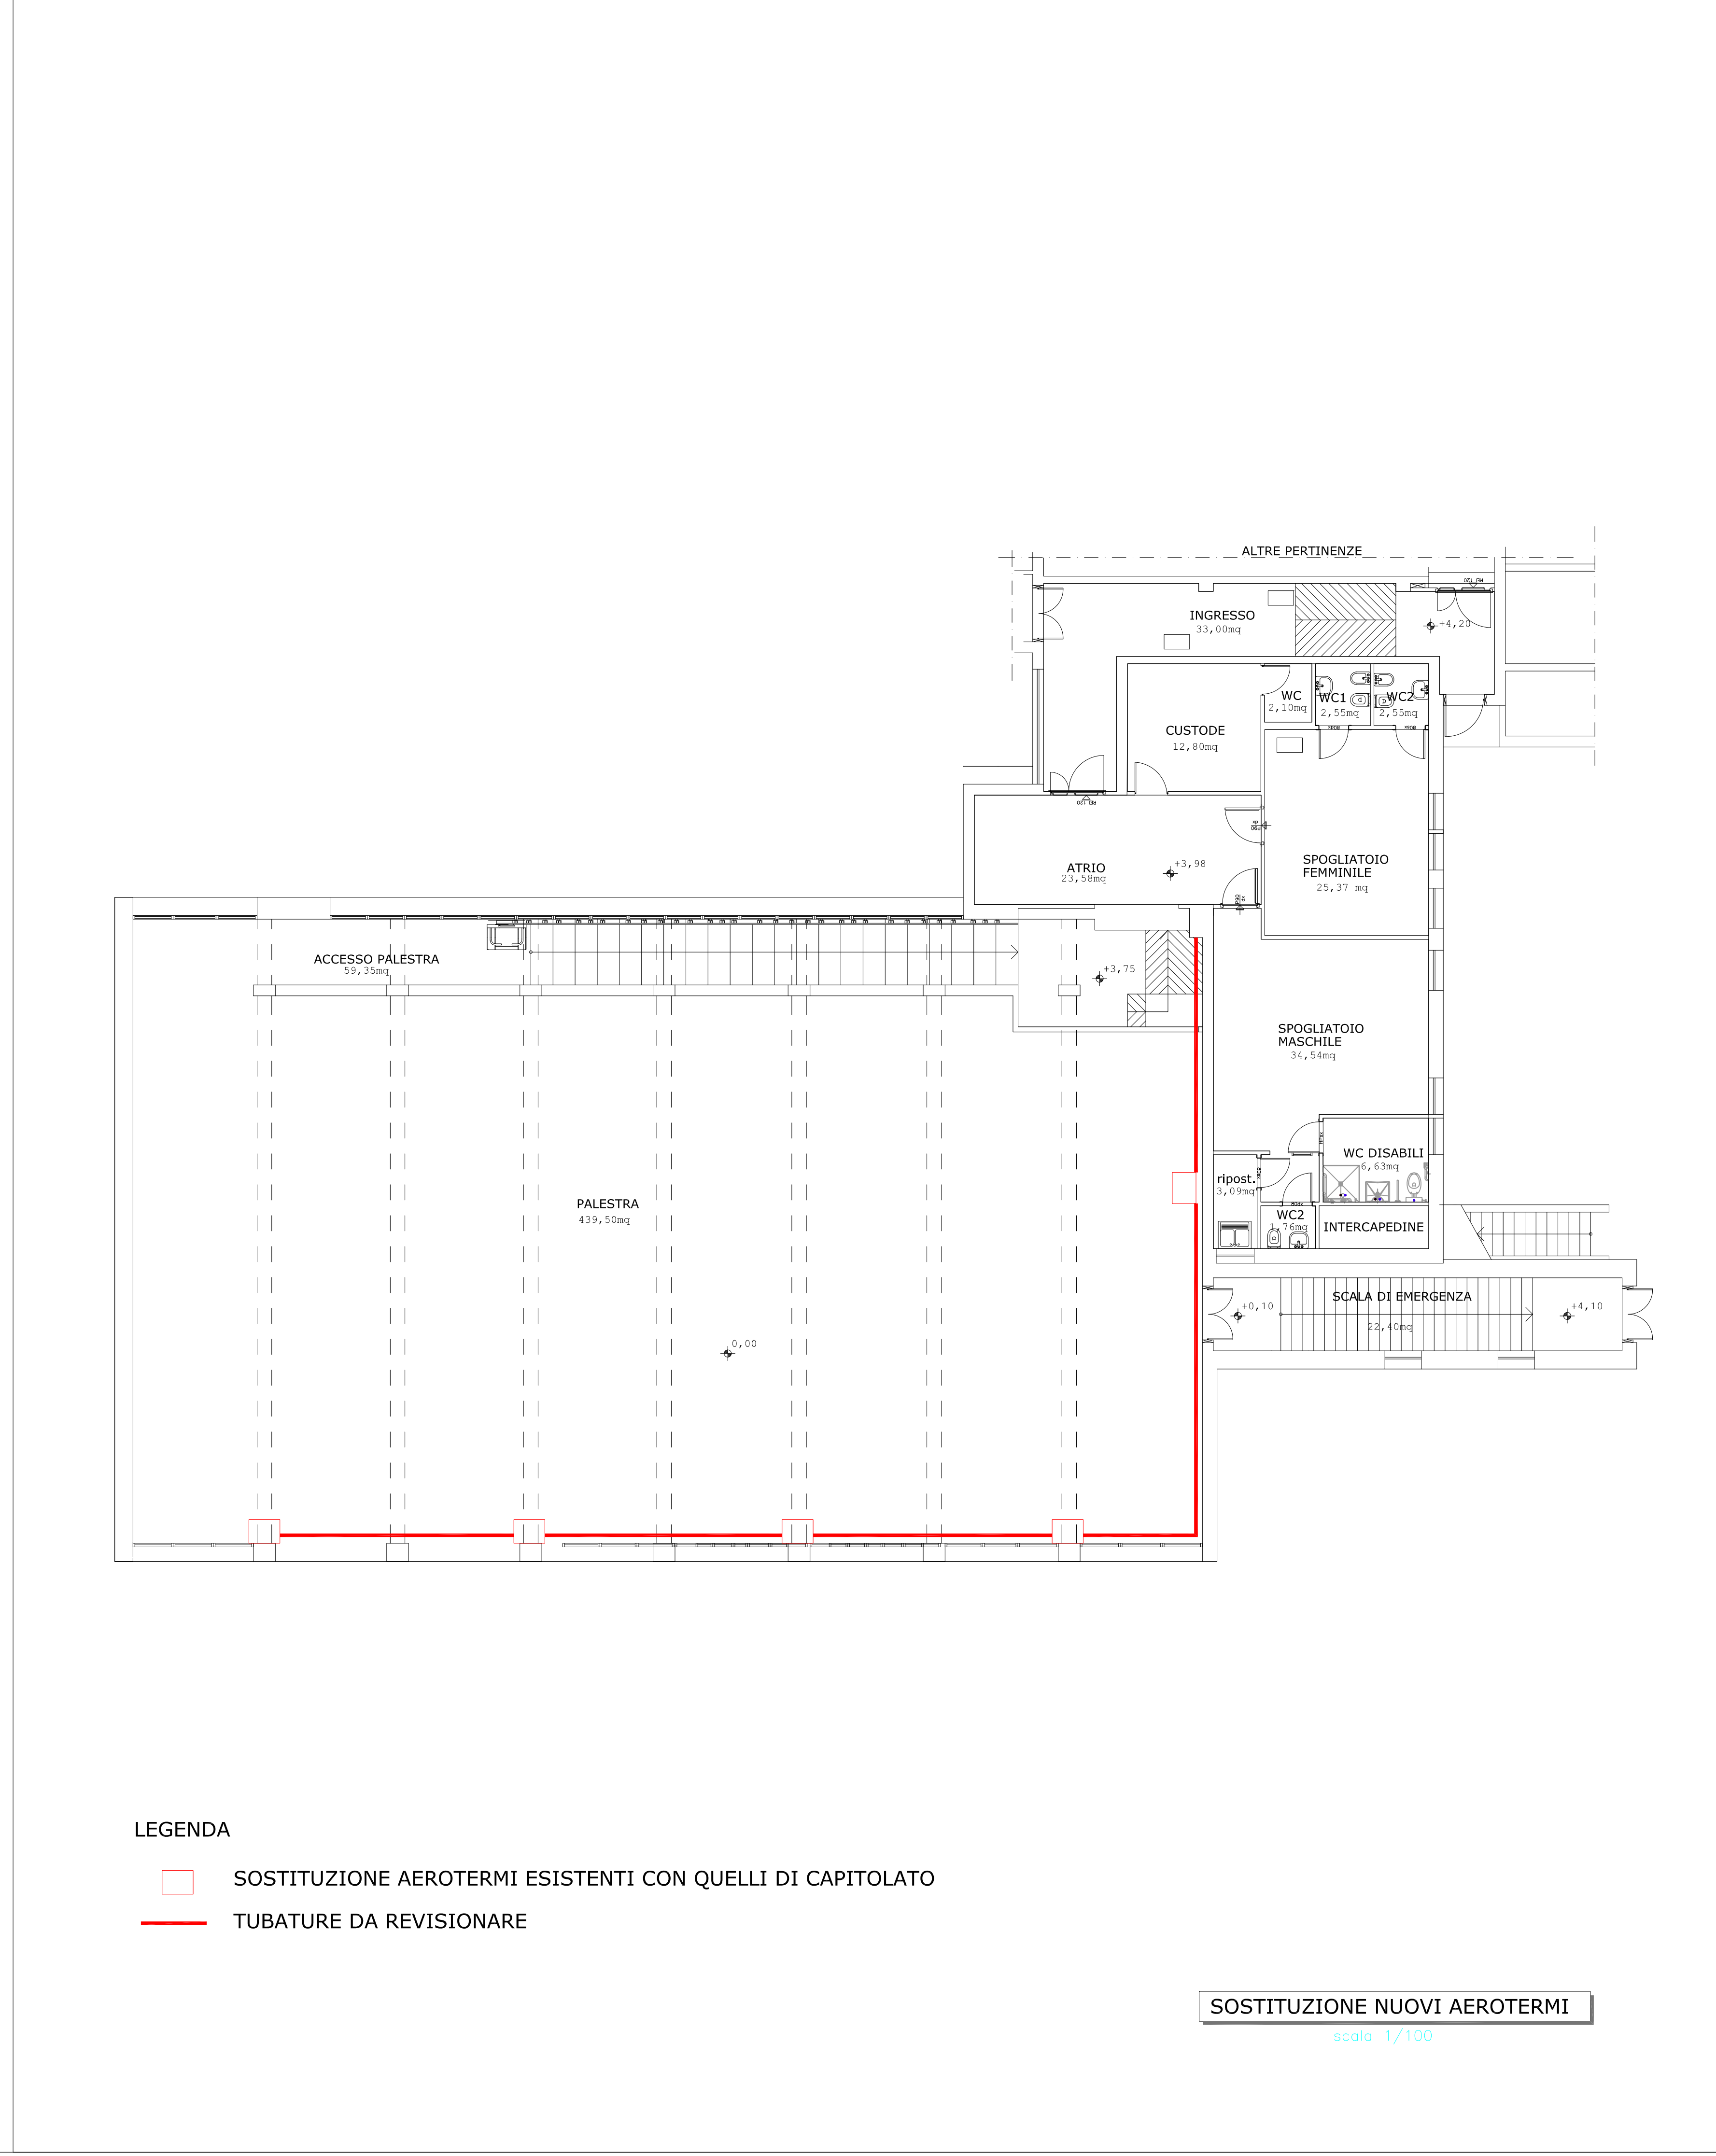 ALTRE PERTINENZE
REI 120
INGRESSO
33,00mq
+4,20
WC
2,10mq
WC1
2,55mq
WC2
2,55mq
CUSTODE
12,80mq
REI 120
ATRIO
23,58mq
+3,98
SPOGLIATOIO
FEMMINILE
25,37 mq
ACCESSO PALESTRA
59,35mq
+3,75
SPOGLIATOIO
MASCHILE
34,54mq
WC DISABILI
6,63mq
ripost.
3,09mq
PALESTRA
439,50mq
WC2
1,76mq
INTERCAPEDINE
SCALA DI EMERGENZA
+0,10
+4,10
22,40mq
0,00
LEGENDA
SOSTITUZIONE AEROTERMI ESISTENTI CON QUELLI DI CAPITOLATO
TUBATURE DA REVISIONARE
SOSTITUZIONE NUOVI AEROTERMI
scala 1/100